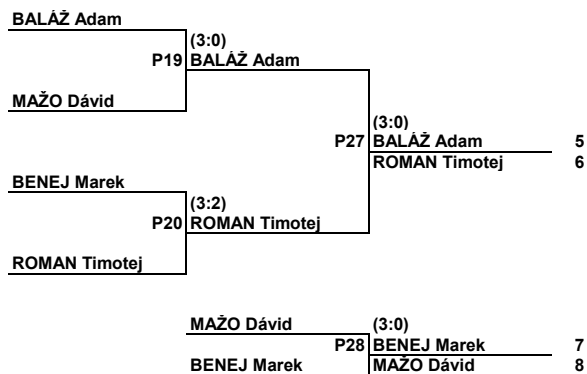 BALÁŽ Adam
(3:0)
P19 BALÁŽ Adam
MAŽO Dávid
(3:0)
P27 BALÁŽ Adam 5
ROMAN Timotej 6
BENEJ Marek
(3:2)
P20 ROMAN Timotej
ROMAN Timotej
MAŽO Dávid (3:0)
P28 BENEJ Marek 7
BENEJ Marek MAŽO Dávid 8